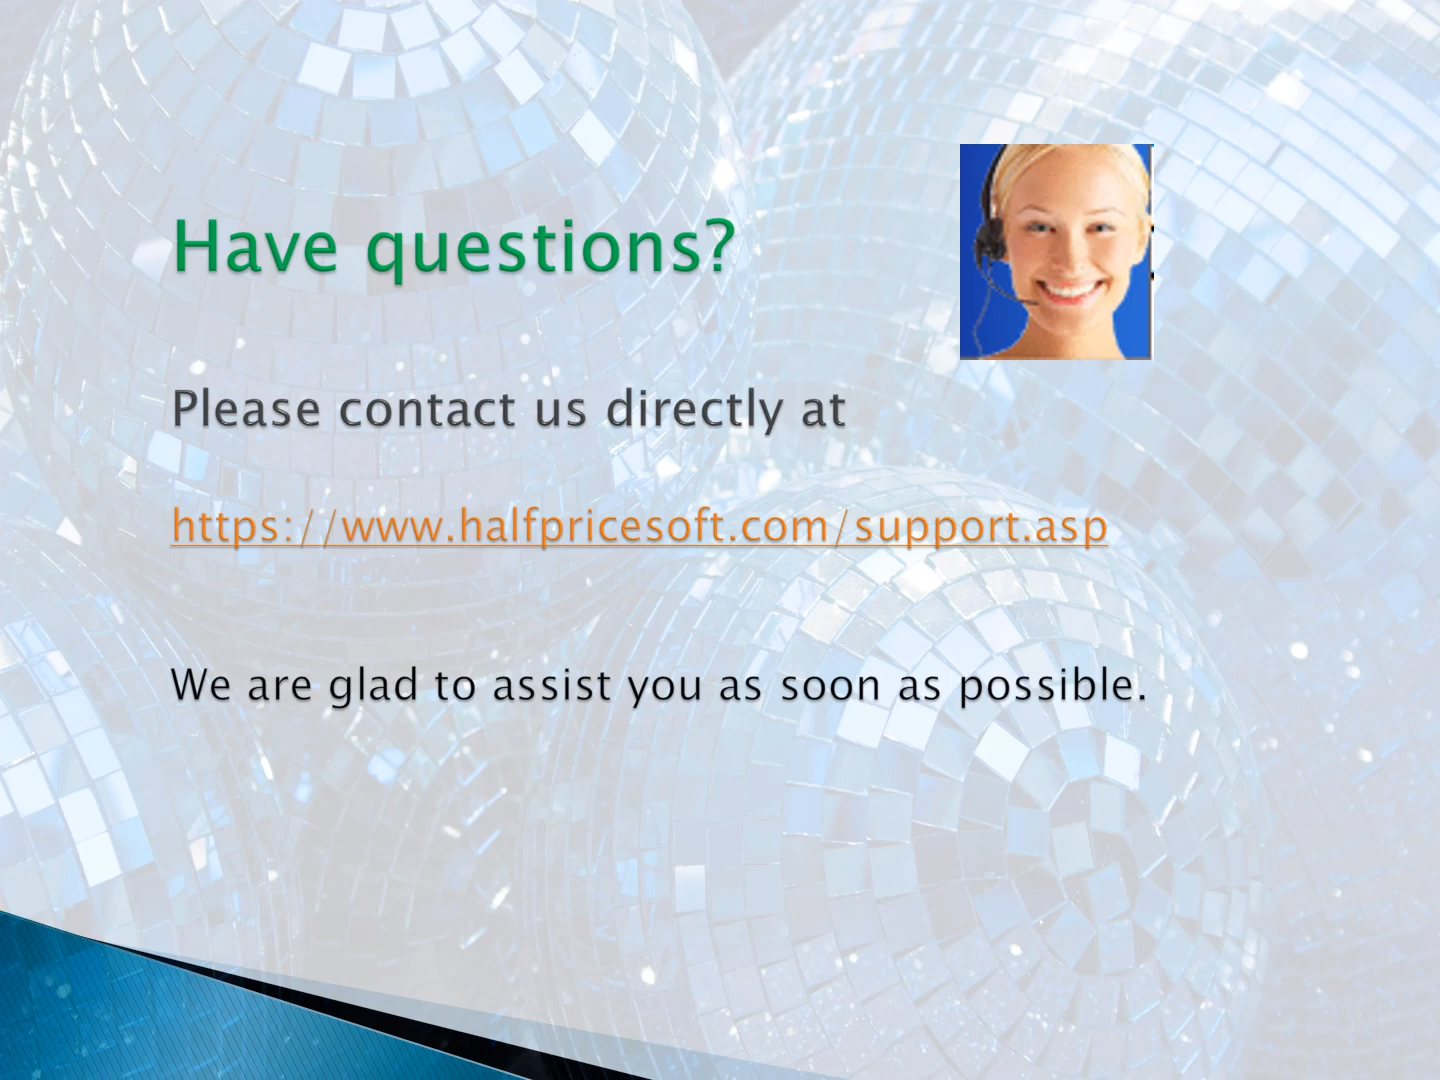 Have questions?
Please contact us directly at
https://www.halfpricesoft.com/support.asp
We are glad to assist you as soon as possible.